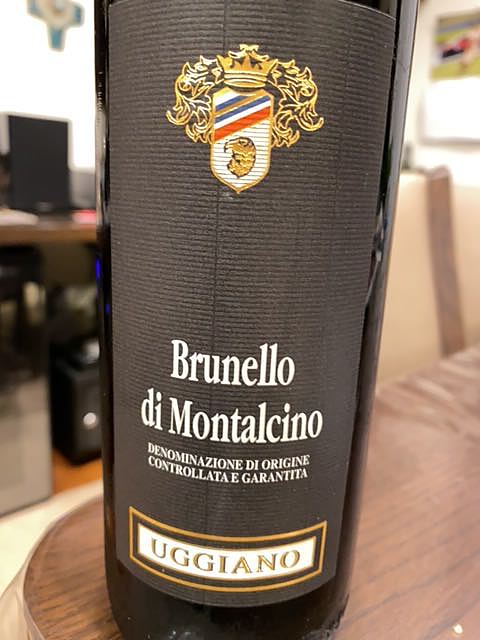 Brunello
di Montalcino
DENOMINAZIONE DI ORIGINE
CONTROLLATA E GARANTITA
UGGIANO